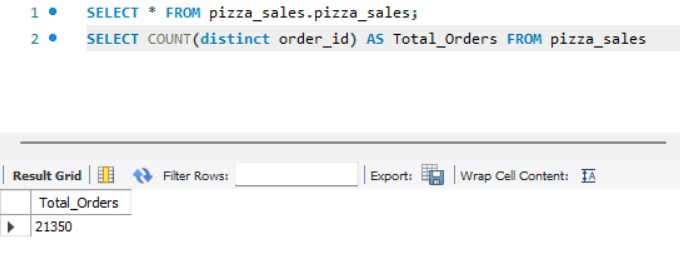 1 SELECT * FROM pizza_sales.pizza_sales;
2 SELECT COUNT(distinct order_id) AS Total_Orders FROM pizza_sales
Result Grid Filter Rows: Export: Wrap Cell Content: IA
Total_Orders
21350